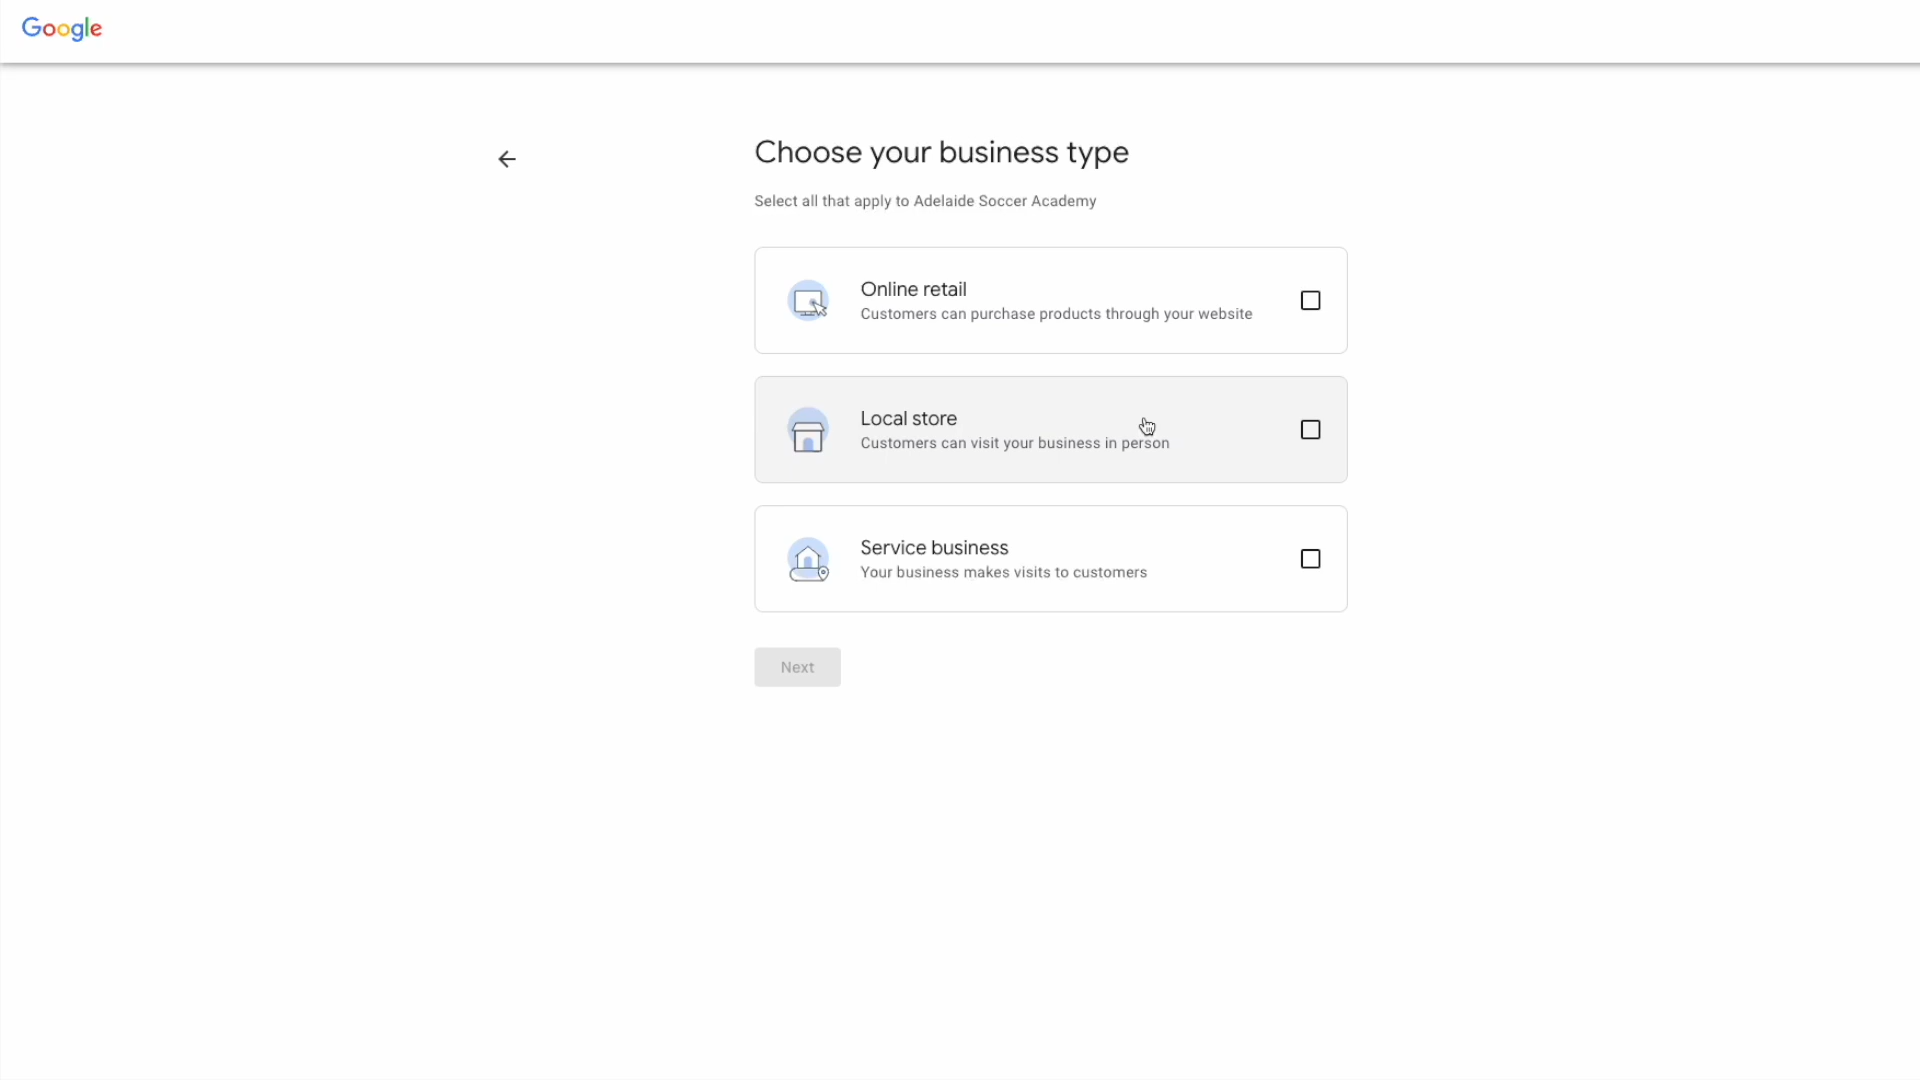 Google
Choose your business type
Select all that apply to Adelaide Soccer Academy
Online retail
Customers can purchase products through your website
Local store
Customers can visit your business in person
Service business
Your business makes visits to customers
Next